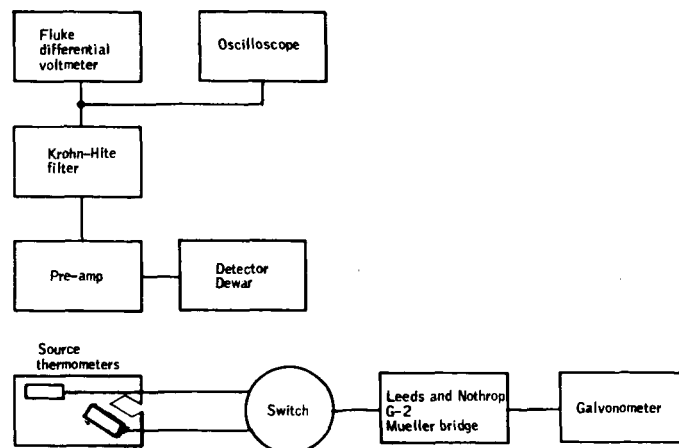 Fluke
differential
voltmeter
Oscilloscope
Krohn-Hite
filter
Pre-amp
Detector
Dewar
Source
thermometers
Switch
Leeds and Nothrop
G-2
Mueller bridge
Galvonometer